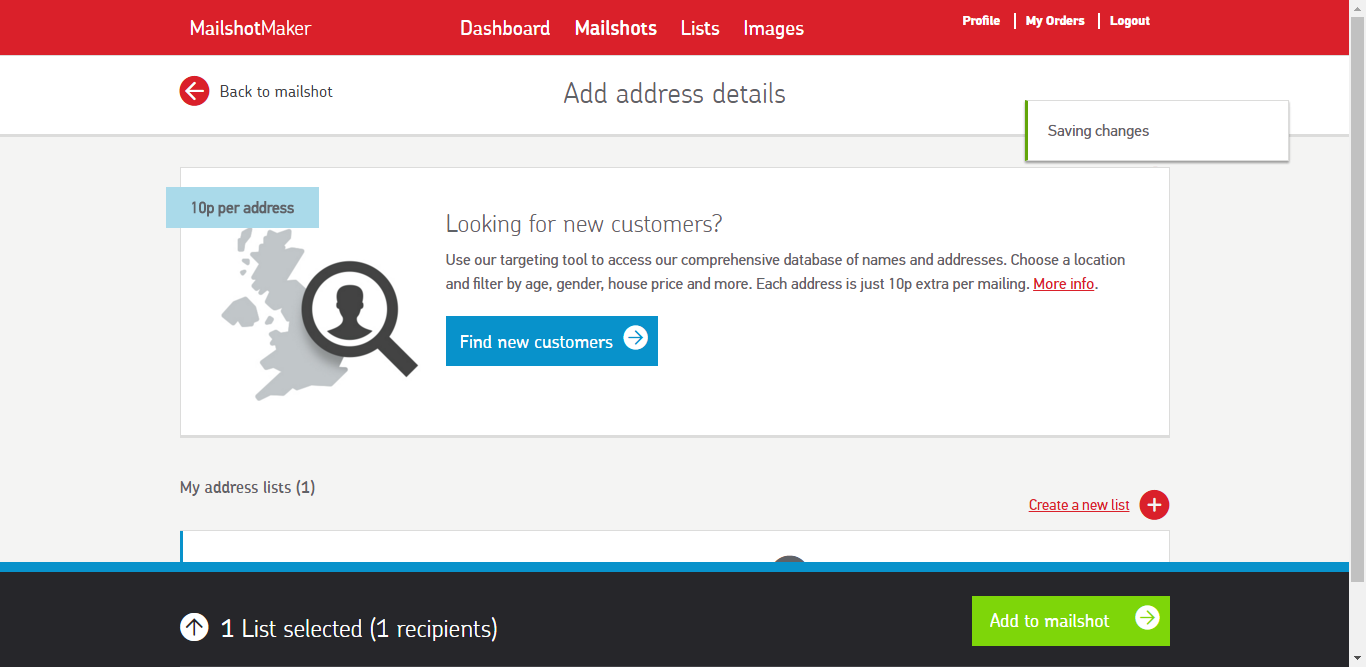 MailshotMaker
Dashboard Mailshots Lists Images
Profile My Orders Logout
Back to mailshot
Add address details
Saving changes
10p per address
Looking for new customers?
Use our targeting tool to access our comprehensive database of names and addresses. Choose a location
and filter by age, gender, house price and more. Each address is just 10p extra per mailing. More info.
Find new customers
My address lists (1)
Create a new list
1 List selected (1 recipients)
Add to mailshot